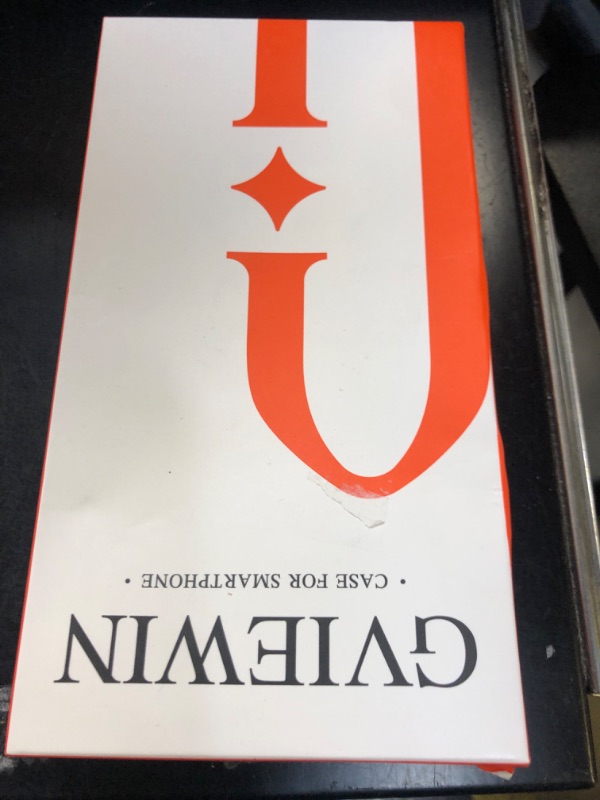 GVIEWIN
• CASE FOR SMARTPHONE •